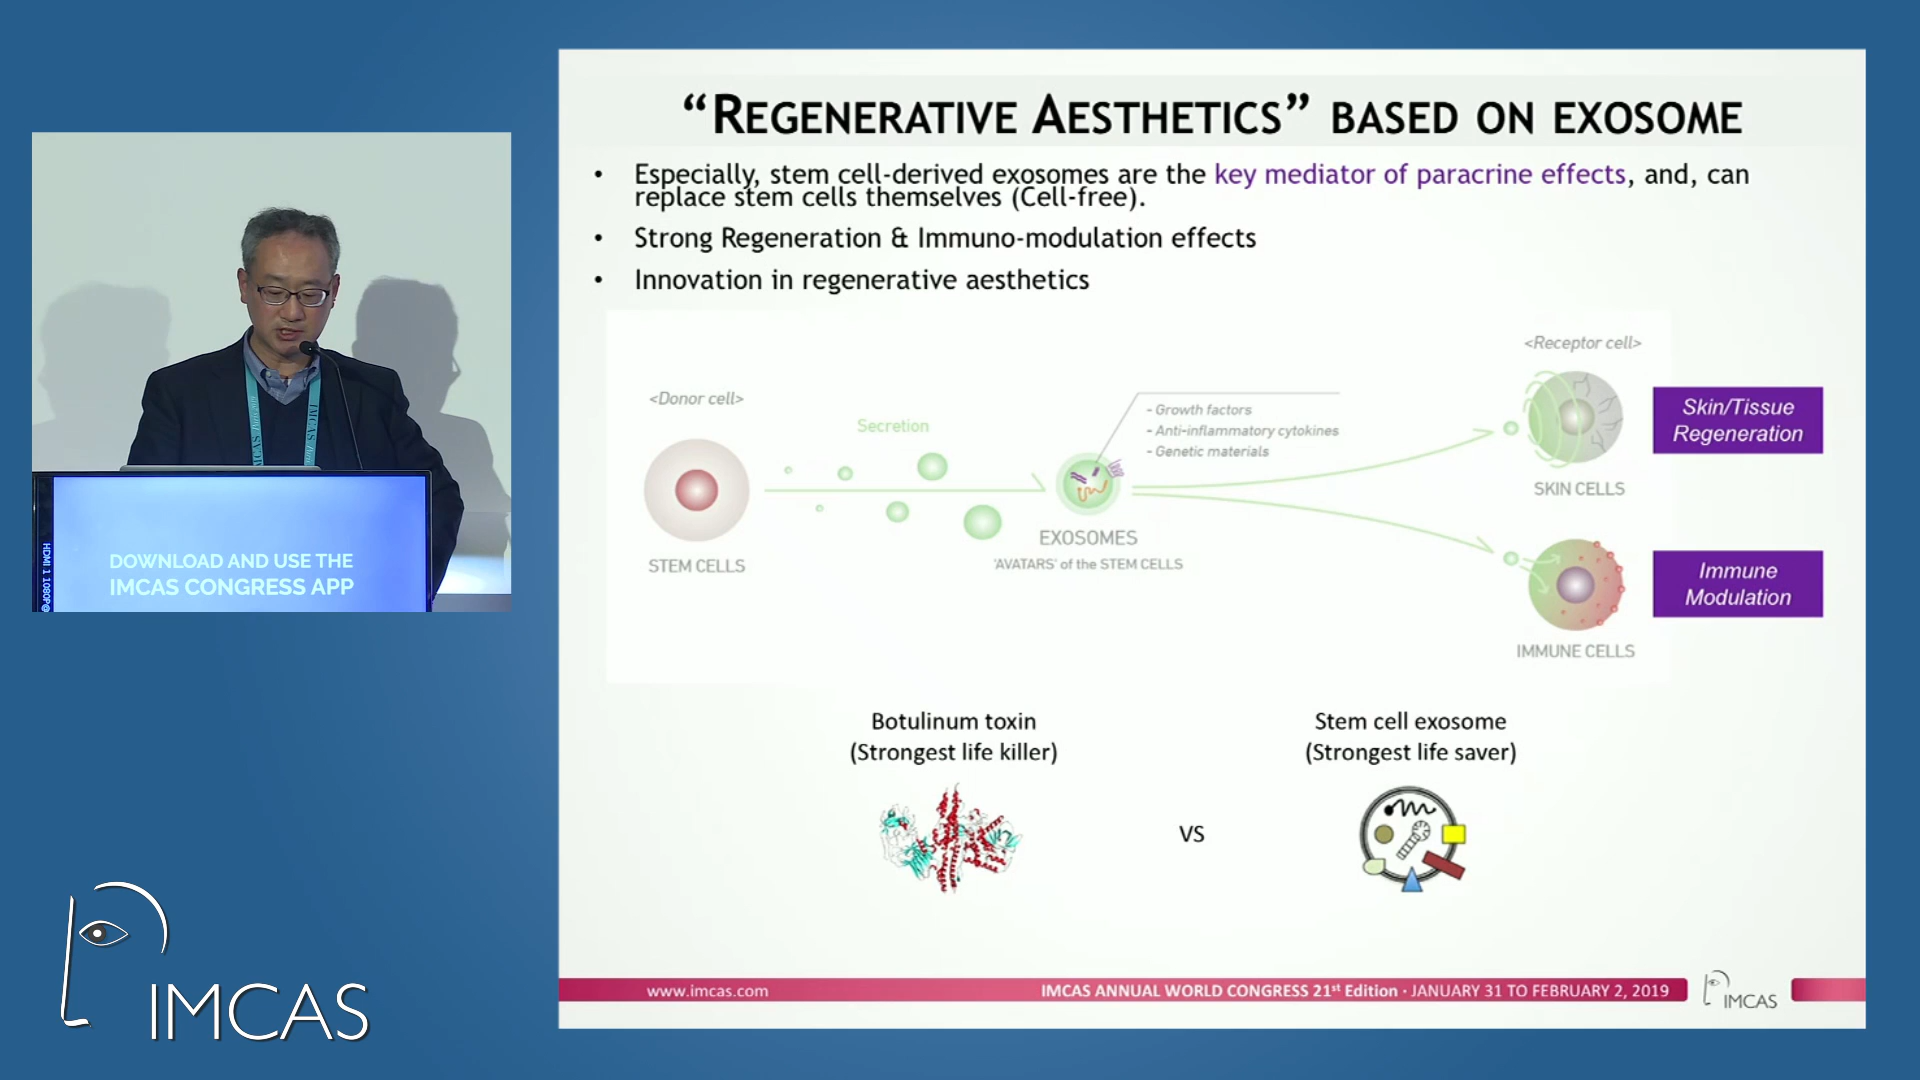 “REGENERATIVE AESTHETICS” BASED ON EXOSOME
• Especially, stem cell-derived exosomes are the key mediator of paracrine effects, and, can
replace stem cells themselves (Cell-free).
• Strong Regeneration & Immuno-modulation effects
• Innovation in regenerative aesthetics
<Donor cell>
STEM CELLS
Secretion
- Growth factors
- Anti-inflammatory cytokines
- Genetic materials
EXOSOMES
'AVATARS' of the STEM CELLS
<Receptor cell>
SKIN CELLS
Skin/Tissue
Regeneration
IMMUNE CELLS
Immune
Modulation
Botulinum toxin
(Strongest life killer)
VS
Stem cell exosome
(Strongest life saver)
www.imcas.com
IMCAS ANNUAL WORLD CONGRESS 21st Edition · JANUARY 31 TO FEBRUARY 2, 2019
IMCAS
DOWNLOAD AND USE THE
IMCAS CONGRESS APP
HDMI 1 1080P@
IMCAS
IMCAS